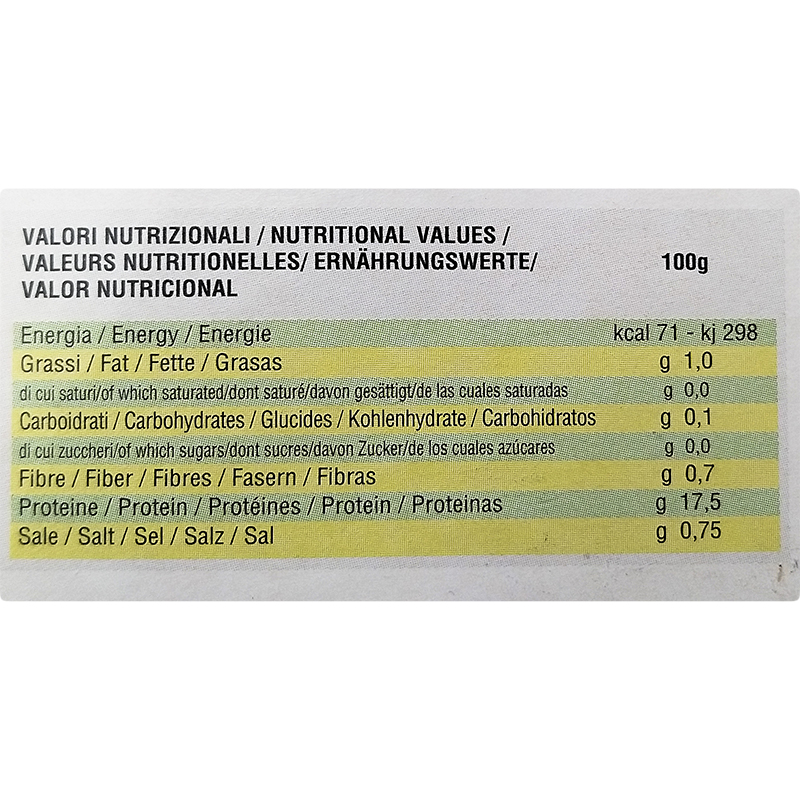 VALORI NUTRIZIONALI / NUTRITIONAL VALUES /
VALEURS NUTRITIONELLES/ ERNÄHRUNGSWERTE/ 100g
VALOR NUTRICIONAL
Energia / Energy / Energie kcal 71 - kj 298
Grassi / Fat / Fette / Grasas g 1,0
di cui saturi/of which saturated/dont saturé/davon gesättigt/de las cuales saturadas g 0,0
Carboidrati / Carbohydrates / Glucides / Kohlenhydrate / Carbohidratos g 0,1
di cui zuccheri/of which sugars/dont sucres/davon Zucker/de los cuales azúcares g 0,0
Fibre / Fiber / Fibres / Fasern / Fibras g 0,7
Proteine / Protein / Protéines / Protein / Proteinas g 17,5
Sale / Salt / Sel / Salz / Sal g 0,75